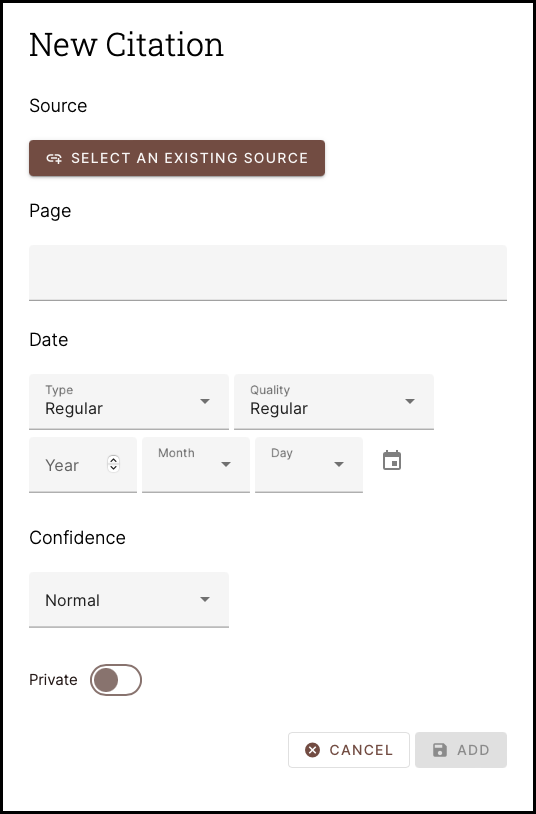 New Citation
Source
SELECT AN EXISTING SOURCE
Page
Date
Type
Regular
Quality
Regular
Year
Month
Day
Confidence
Normal
Private
CANCEL
ADD